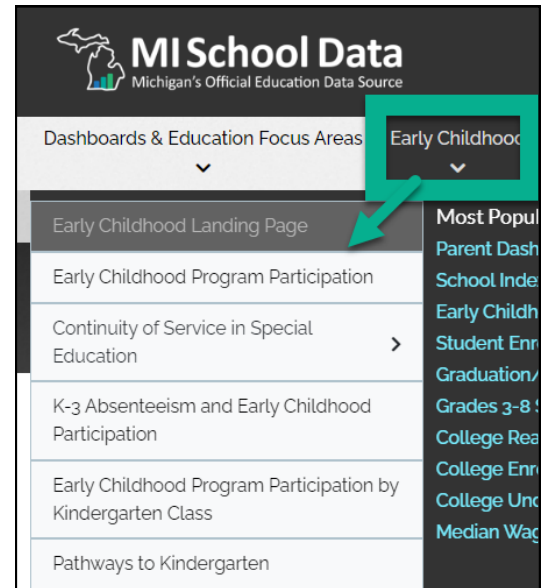 MI School Data
Michigan's Official Education Data Source
Dashboards & Education Focus Areas
Early Childhood
Early Childhood Landing Page
Early Childhood Program Participation
Continuity of Service in Special
Education
K-3 Absenteeism and Early Childhood
Participation
Early Childhood Program Participation by
Kindergarten Class
Pathways to Kindergarten
Most Popul
Parent Dash
School Inde
Early Childh
Student Enr
Graduation/
Grades 3-8
College Rea
College Enr
College Und
Median Wag